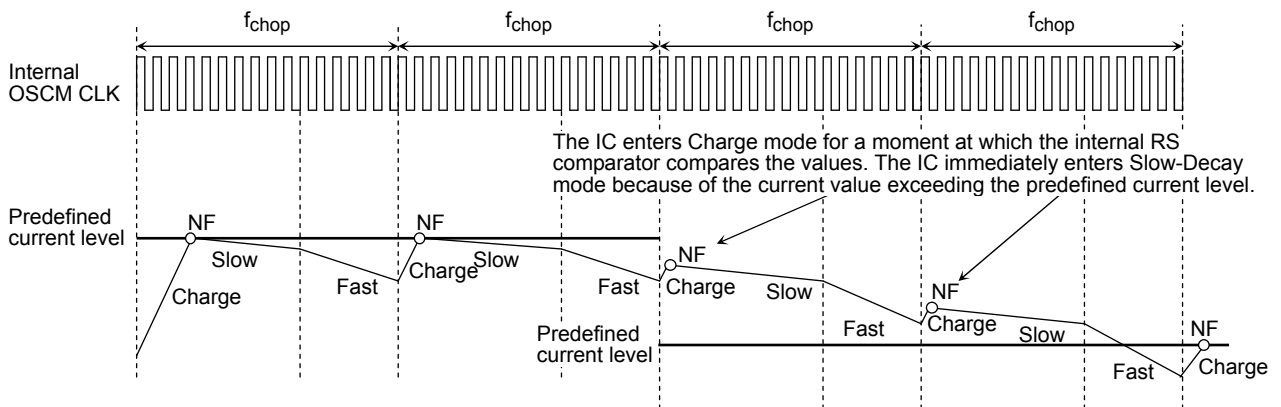 fchop fchop fchop fchop
Internal
OSCM CLK
The IC enters Charge mode for a moment at which the internal RS
comparator compares the values. The IC immediately enters Slow-Decay
mode because of the current value exceeding the predefined current level.
Predefined
current level
NF
Slow
Charge
Fast
NF
Charge
Slow
Fast
NF
Charge
Slow
Fast
NF
Charge
Slow
Fast
NF
Charge
Predefined
current level